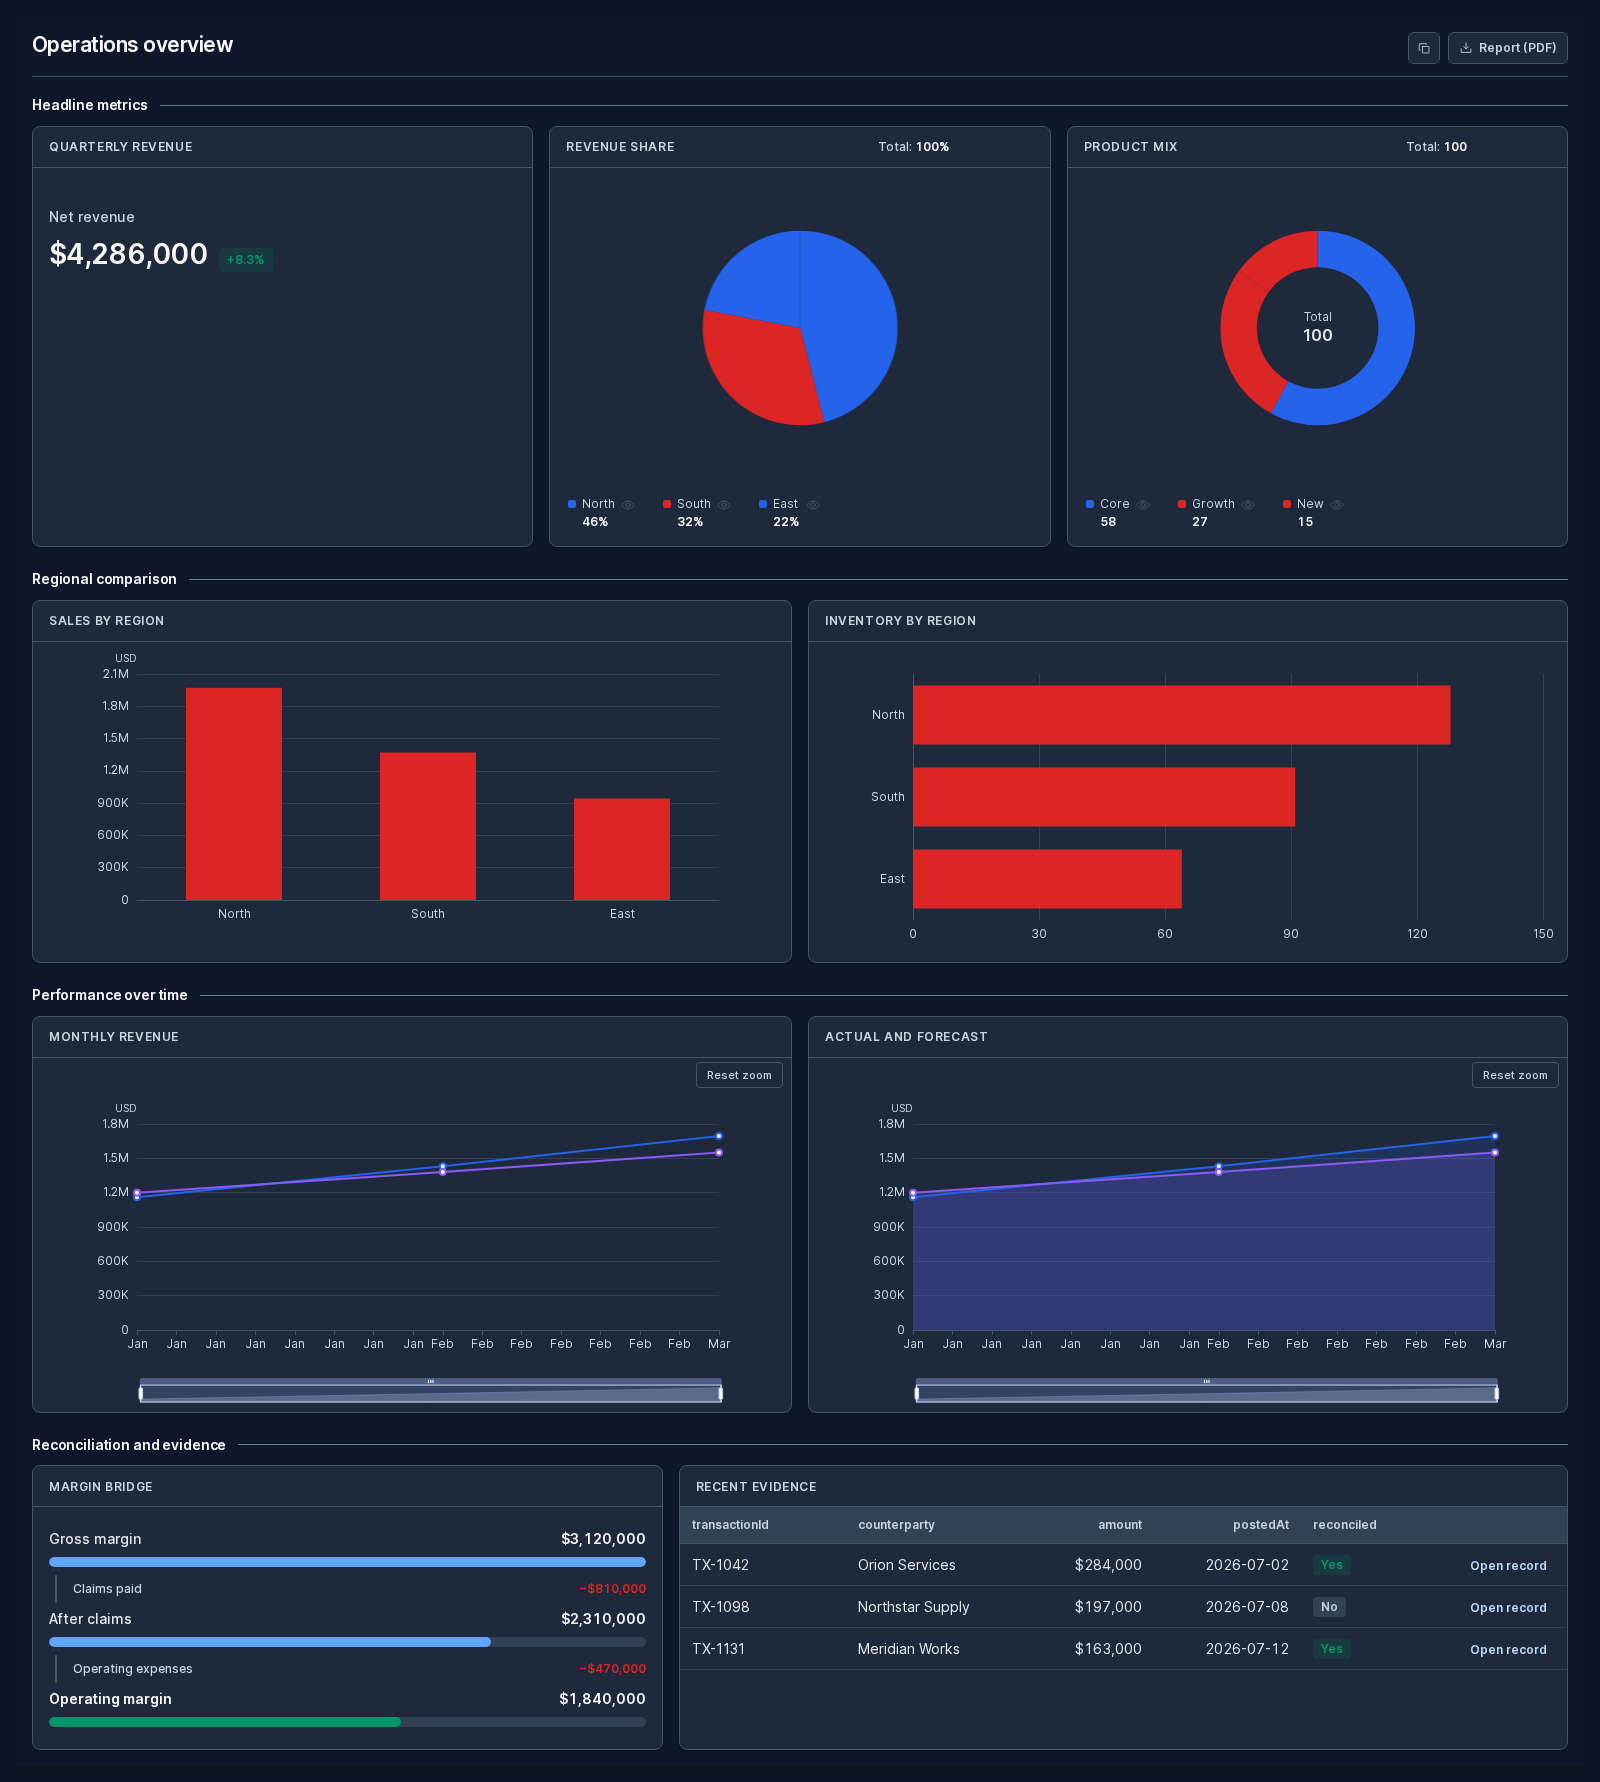 Operations overview
Report (PDF)
Headline metrics
QUARTERLY REVENUE
Net revenue
$4,286,000 +8.3%
REVENUE SHARE Total: 100%
North South East
46% 32% 22%
PRODUCT MIX Total: 100
Total
100
Core Growth New
58 27 15
Regional comparison
SALES BY REGION
USD
2.1M
1.8M
1.5M
1.2M
900K
600K
300K
0
North South East
INVENTORY BY REGION
North
South
East
0 30 60 90 120 150
Performance over time
MONTHLY REVENUE
Reset zoom
USD
1.8M
1.5M
1.2M
900K
600K
300K
0
Jan Jan Jan Jan Jan Jan Jan Jan Feb Feb Feb Feb Feb Feb Feb Mar
ACTUAL AND FORECAST
Reset zoom
USD
1.8M
1.5M
1.2M
900K
600K
300K
0
Jan Jan Jan Jan Jan Jan Jan Jan Feb Feb Feb Feb Feb Feb Feb Mar
Reconciliation and evidence
MARGIN BRIDGE
Gross margin $3,120,000
Claims paid −$810,000
After claims $2,310,000
Operating expenses −$470,000
Operating margin $1,840,000
RECENT EVIDENCE
transactionId counterparty amount postedAt reconciled
TX-1042 Orion Services $284,000 2026-07-02 Yes Open record
TX-1098 Northstar Supply $197,000 2026-07-08 No Open record
TX-1131 Meridian Works $163,000 2026-07-12 Yes Open record